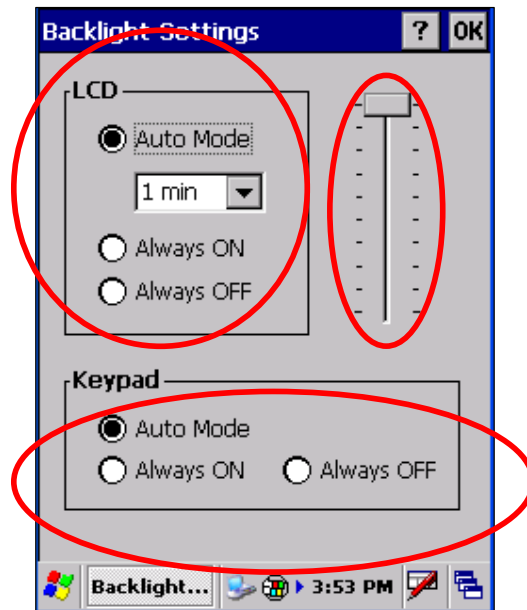 Backlight Settings ? OK
LCD
Auto Mode
1 min
Always ON
Always OFF
Keypad
Auto Mode
Always ON Always OFF
Backlight... 3:53 PM